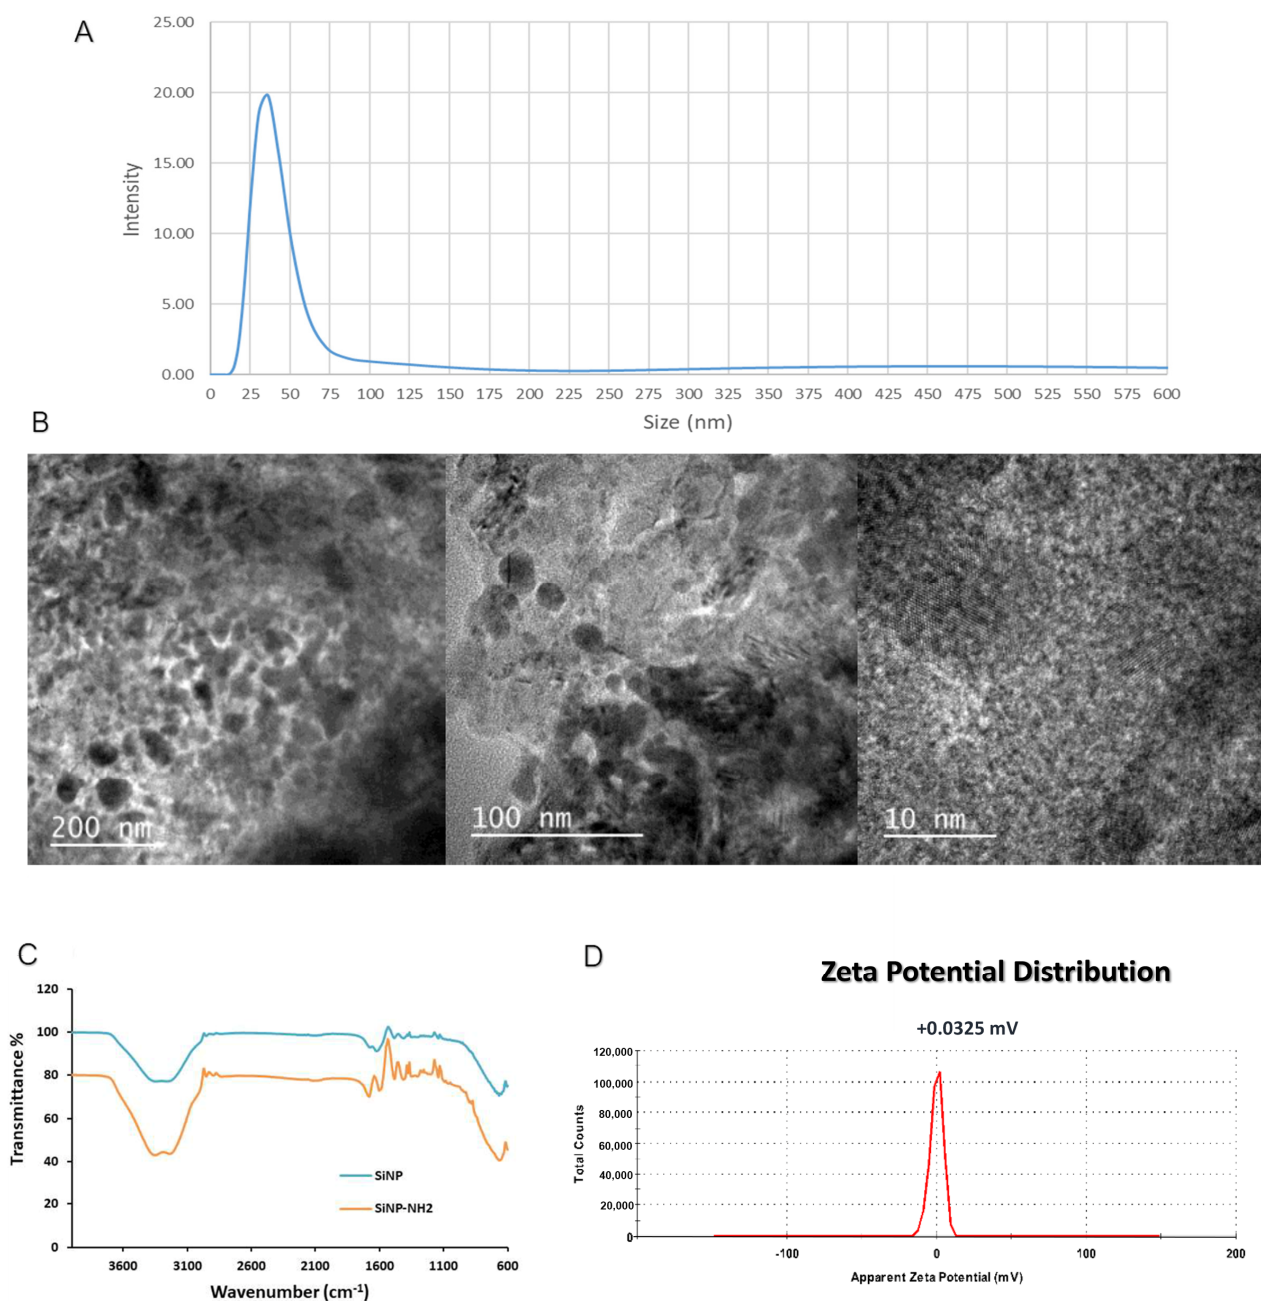 A
25.00
20.00
15.00
10.00
5.00
0.00
Intensity
0 25 50 75 100 125 150 175 200 225 250 275 300 325 350 375 400 425 450 475 500 525 550 575 600
Size (nm)
B
200 nm
100 nm
10 nm
C
120
100
80
60
40
20
0
Transmittance %
SiNP
SiNP-NH2
3600 3100 2600 2100 1600 1100 600
Wavenumber (cm⁻¹)
D
Zeta Potential Distribution
+0.0325 mV
120,000
100,000
80,000
60,000
40,000
20,000
0
Total Counts
-100 0 100 200
Apparent Zeta Potential (mV)